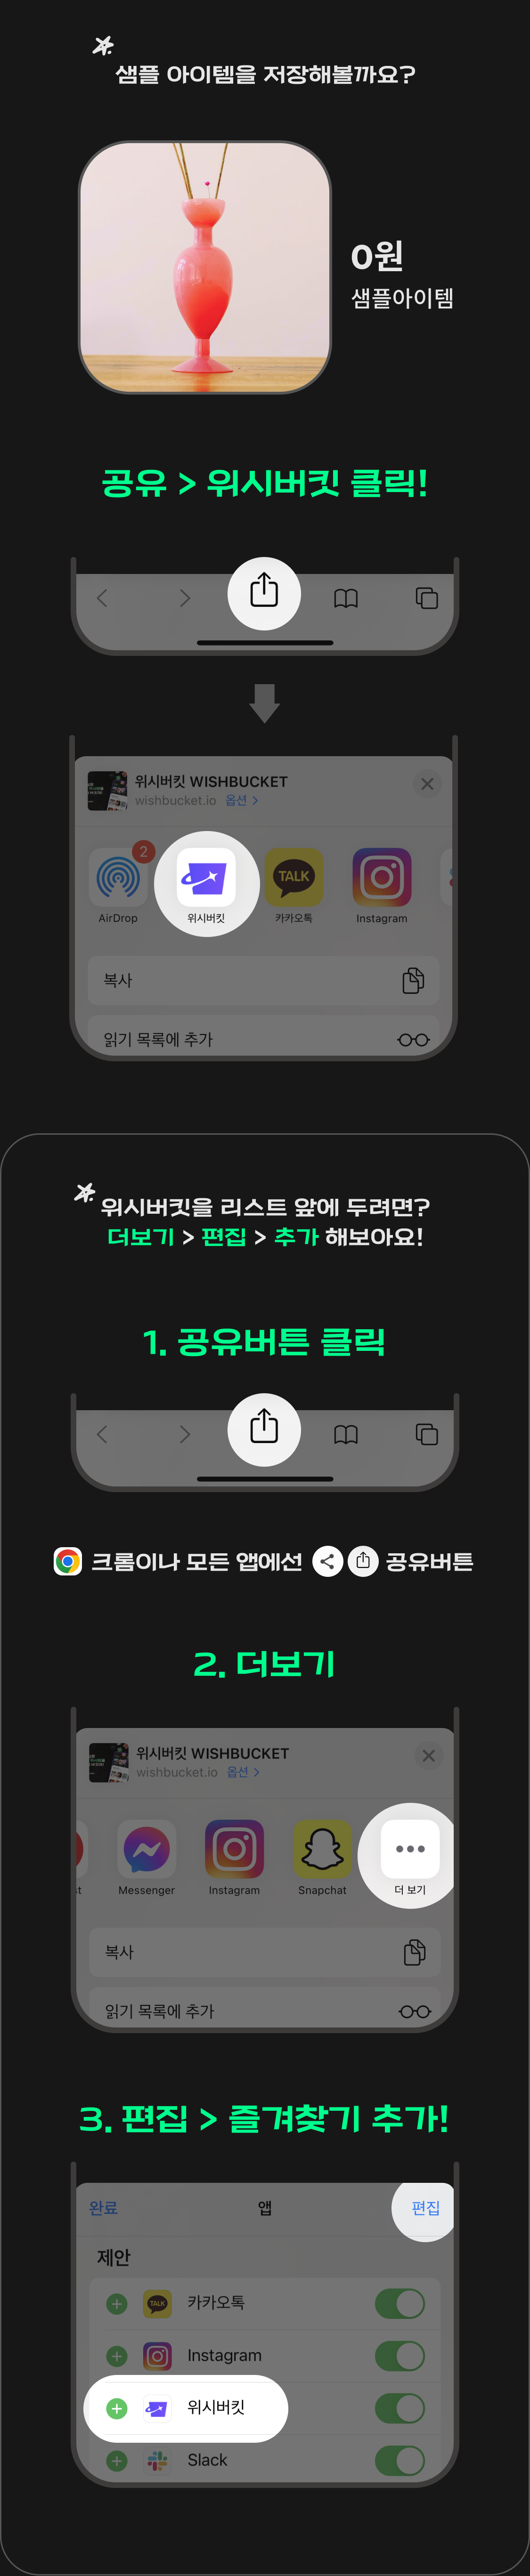 샘플 아이템을 저장해볼까요?
0원
샘플아이템
공유 > 위시버킷 클릭!
위시버킷 WISHBUCKET
wishbucket.io 옵션 >
2
TALK
AirDrop 위시버킷 카카오톡 Instagram
복사
읽기 목록에 추가
위시버킷을 리스트 앞에 두려면?
더보기 > 편집 > 추가 해보아요!
1. 공유버튼 클릭
크롬이나 모든 앱에선 공유버튼
2. 더보기
위시버킷 WISHBUCKET
wishbucket.io 옵션 >
Messenger Instagram Snapchat 더 보기
복사
읽기 목록에 추가
3. 편집 > 즐겨찾기 추가!
완료 앱 편집
제안
TALK 카카오톡
Instagram
위시버킷
Slack